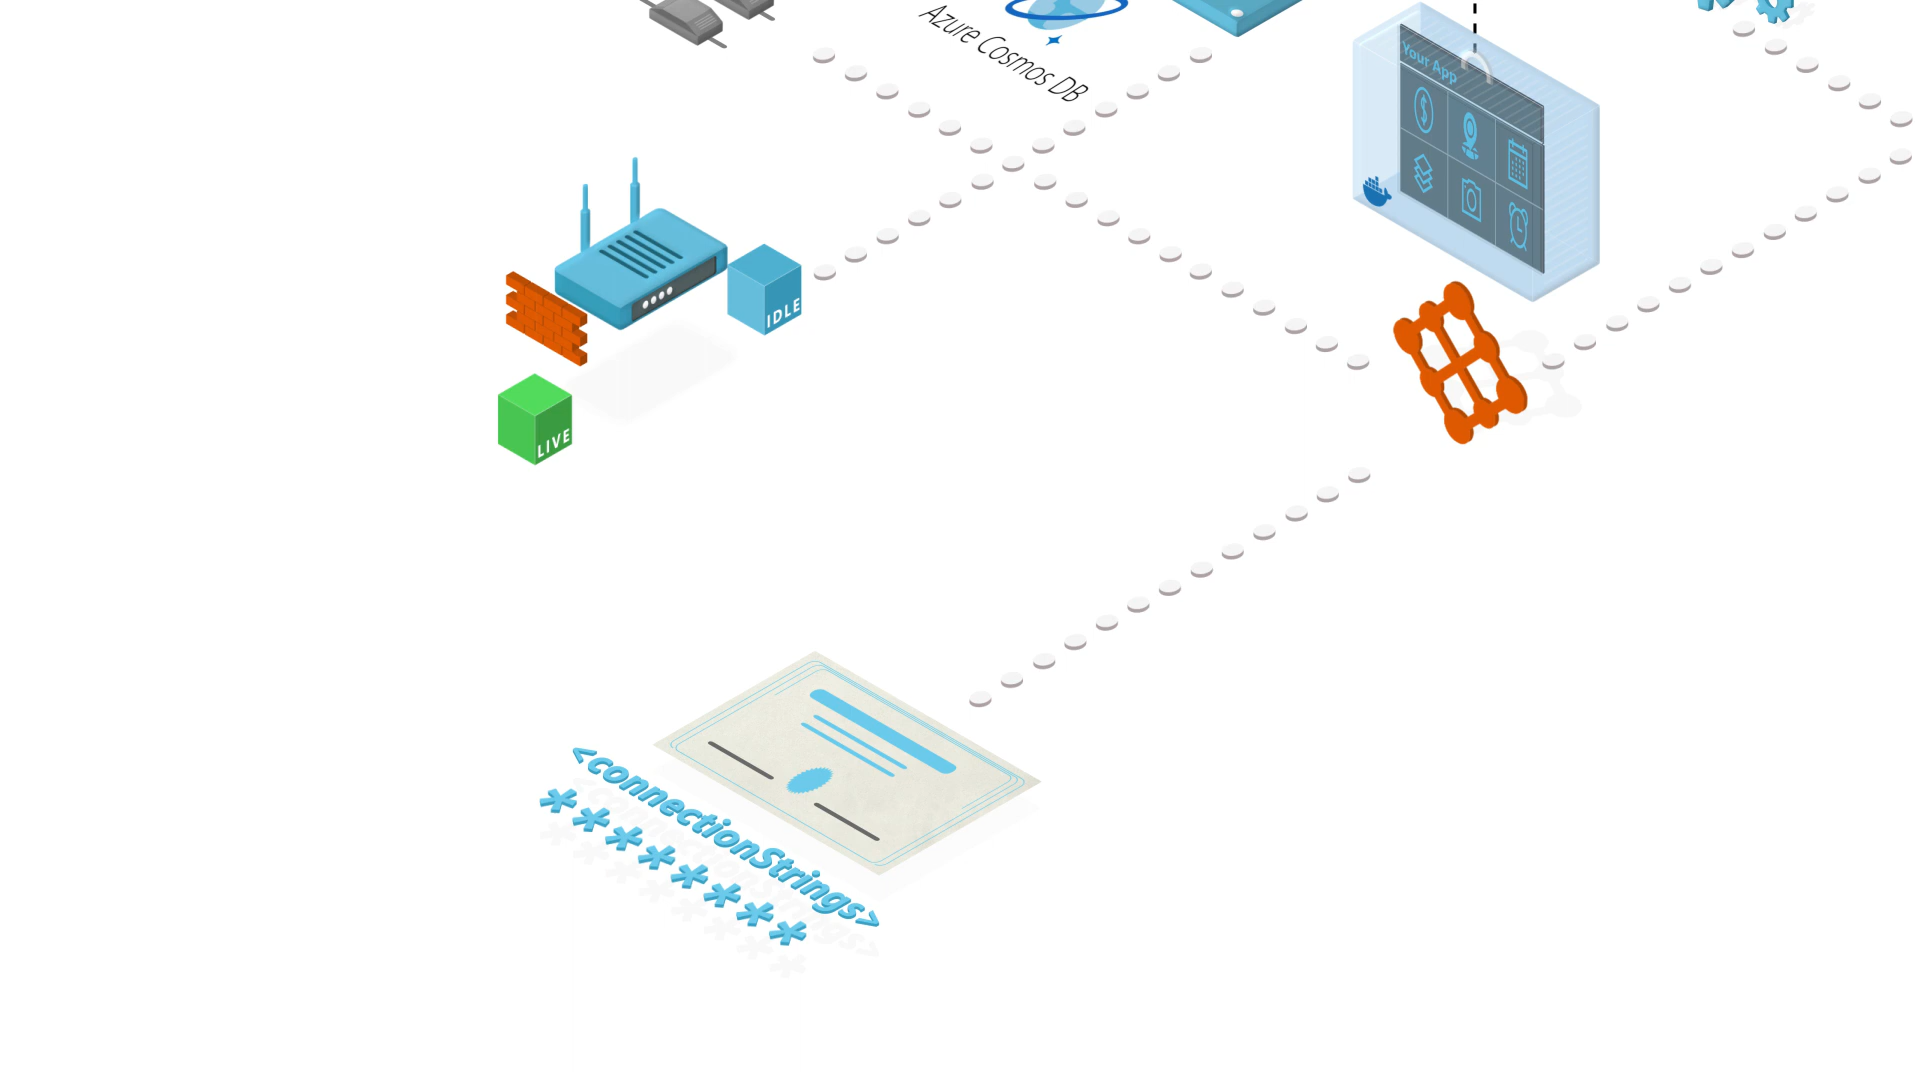 Azure Cosmos DB
Your App
IDLE
LIVE
<connectionStrings>
********